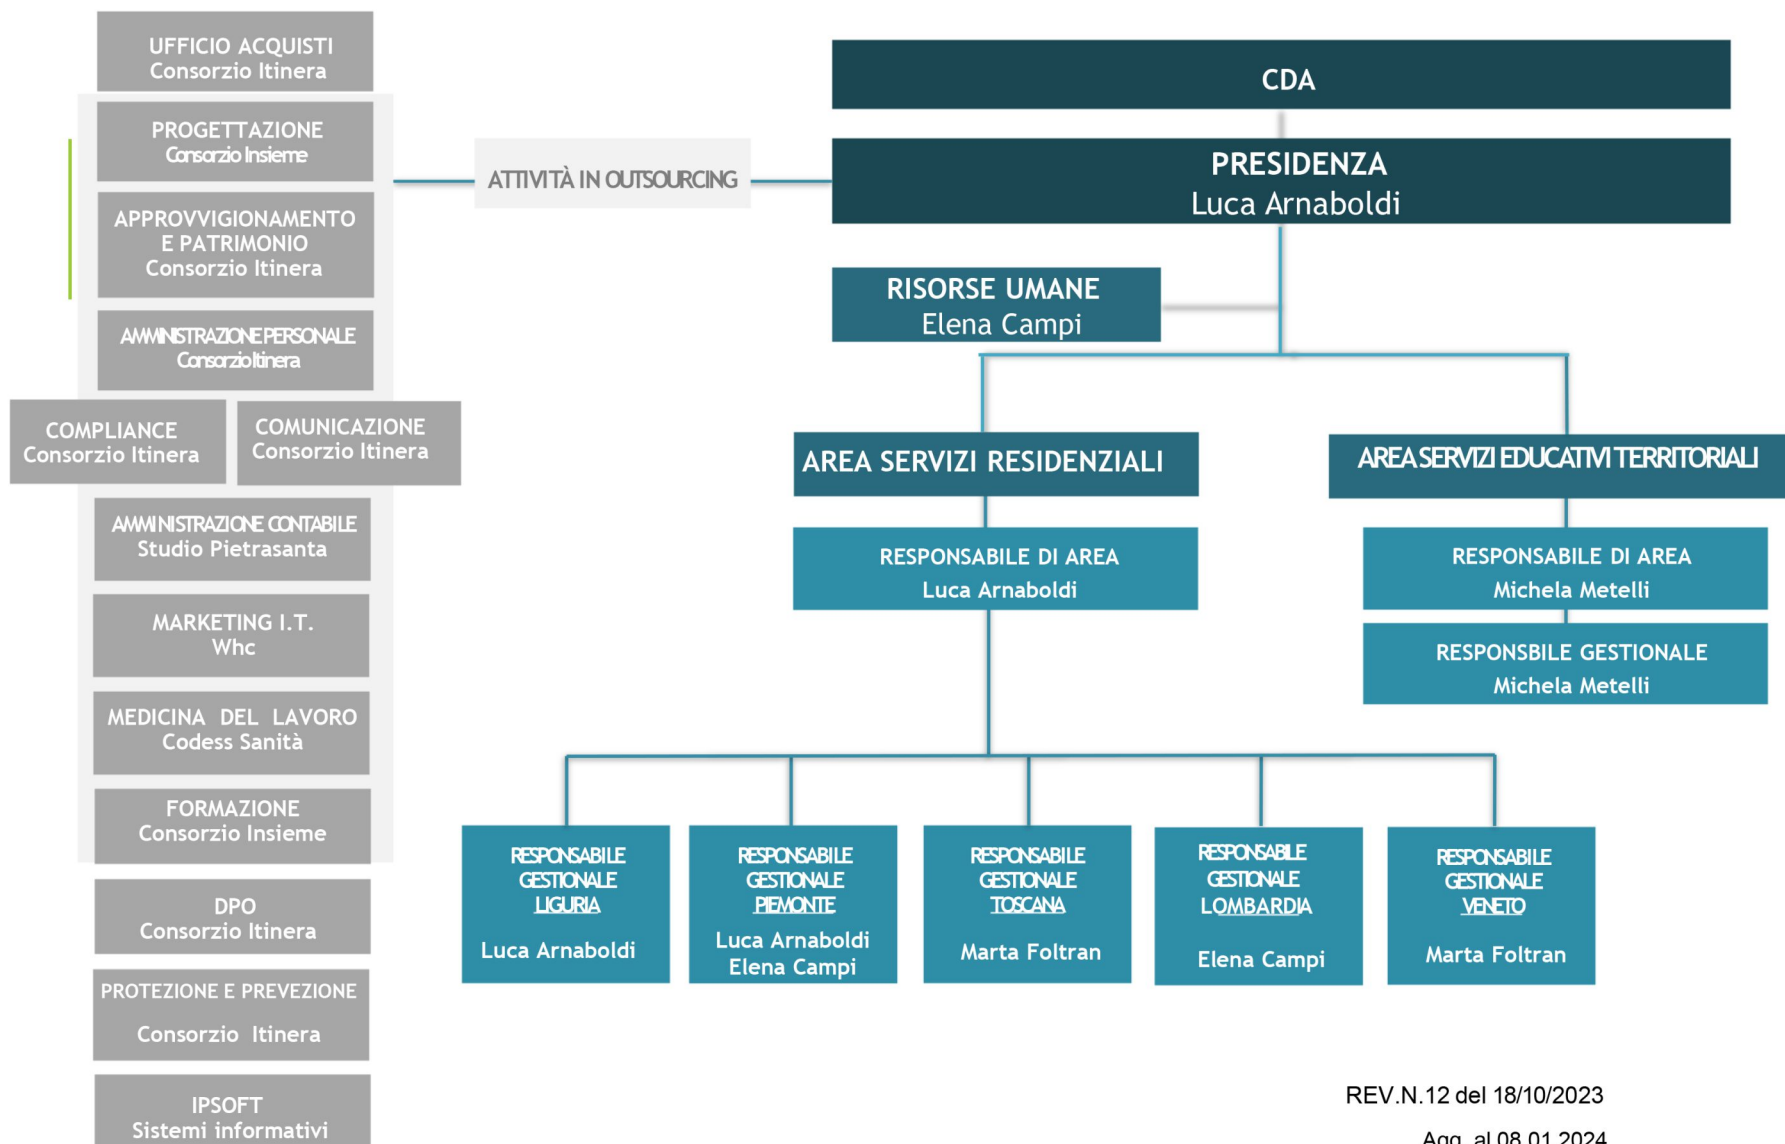 UFFICIO ACQUISTI
Consorzio Itinera
PROGETTAZIONE
Consorzio Insieme
APPROVVIGIONAMENTO
E PATRIMONIO
Consorzio Itinera
AMMINISTRAZIONE PERSONALE
Consorzio Itinera
COMPLIANCE
Consorzio Itinera
COMUNICAZIONE
Consorzio Itinera
AMMINISTRAZIONE CONTABILE
Studio Pietrasanta
MARKETING I.T.
Whc
MEDICINA DEL LAVORO
Codess Sanità
FORMAZIONE
Consorzio Insieme
DPO
Consorzio Itinera
PROTEZIONE E PREVEZIONE
Consorzio Itinera
IPSOFT
Sistemi informativi
ATTIVITÀ IN OUTSOURCING
CDA
PRESIDENZA
Luca Arnaboldi
RISORSE UMANE
Elena Campi
AREA SERVIZI RESIDENZIALI
RESPONSABILE DI AREA
Luca Arnaboldi
AREA SERVIZI EDUCATIVI TERRITORIALI
RESPONSABILE DI AREA
Michela Metelli
RESPONSBILE GESTIONALE
Michela Metelli
RESPONSABILE
GESTIONALE
LIGURIA
Luca Arnaboldi
RESPONSABILE
GESTIONALE
PIEMONTE
Luca Arnaboldi
Elena Campi
RESPONSABILE
GESTIONALE
TOSCANA
Marta Foltran
RESPONSABILE
GESTIONALE
LOMBARDIA
Elena Campi
RESPONSABILE
GESTIONALE
VENETO
Marta Foltran
REV.N.12 del 18/10/2023
Agg. al 08.01.2024